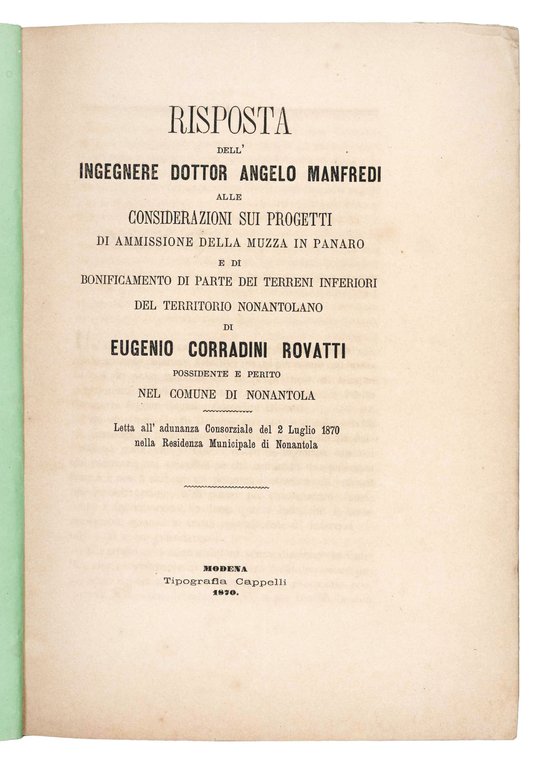 RISPOSTA
DELL'
INGEGNERE DOTTOR ANGELO MANFREDI
ALLE
CONSIDERAZIONI SUI PROGETTI
DI AMMISSIONE DELLA MUZZA IN PANARO
E DI
BONIFICAMENTO DI PARTE DEI TERRENI INFERIORI
DEL TERRITORIO NONANTOLANO
DI
EUGENIO CORRADINI ROVATTI
POSSIDENTE E PERITO
NEL COMUNE DI NONANTOLA
Letta all' adunanza Consorziale del 2 Luglio 1870
nella Residenza Municipale di Nonantola
MODENA
Tipografia Cappelli
1870.